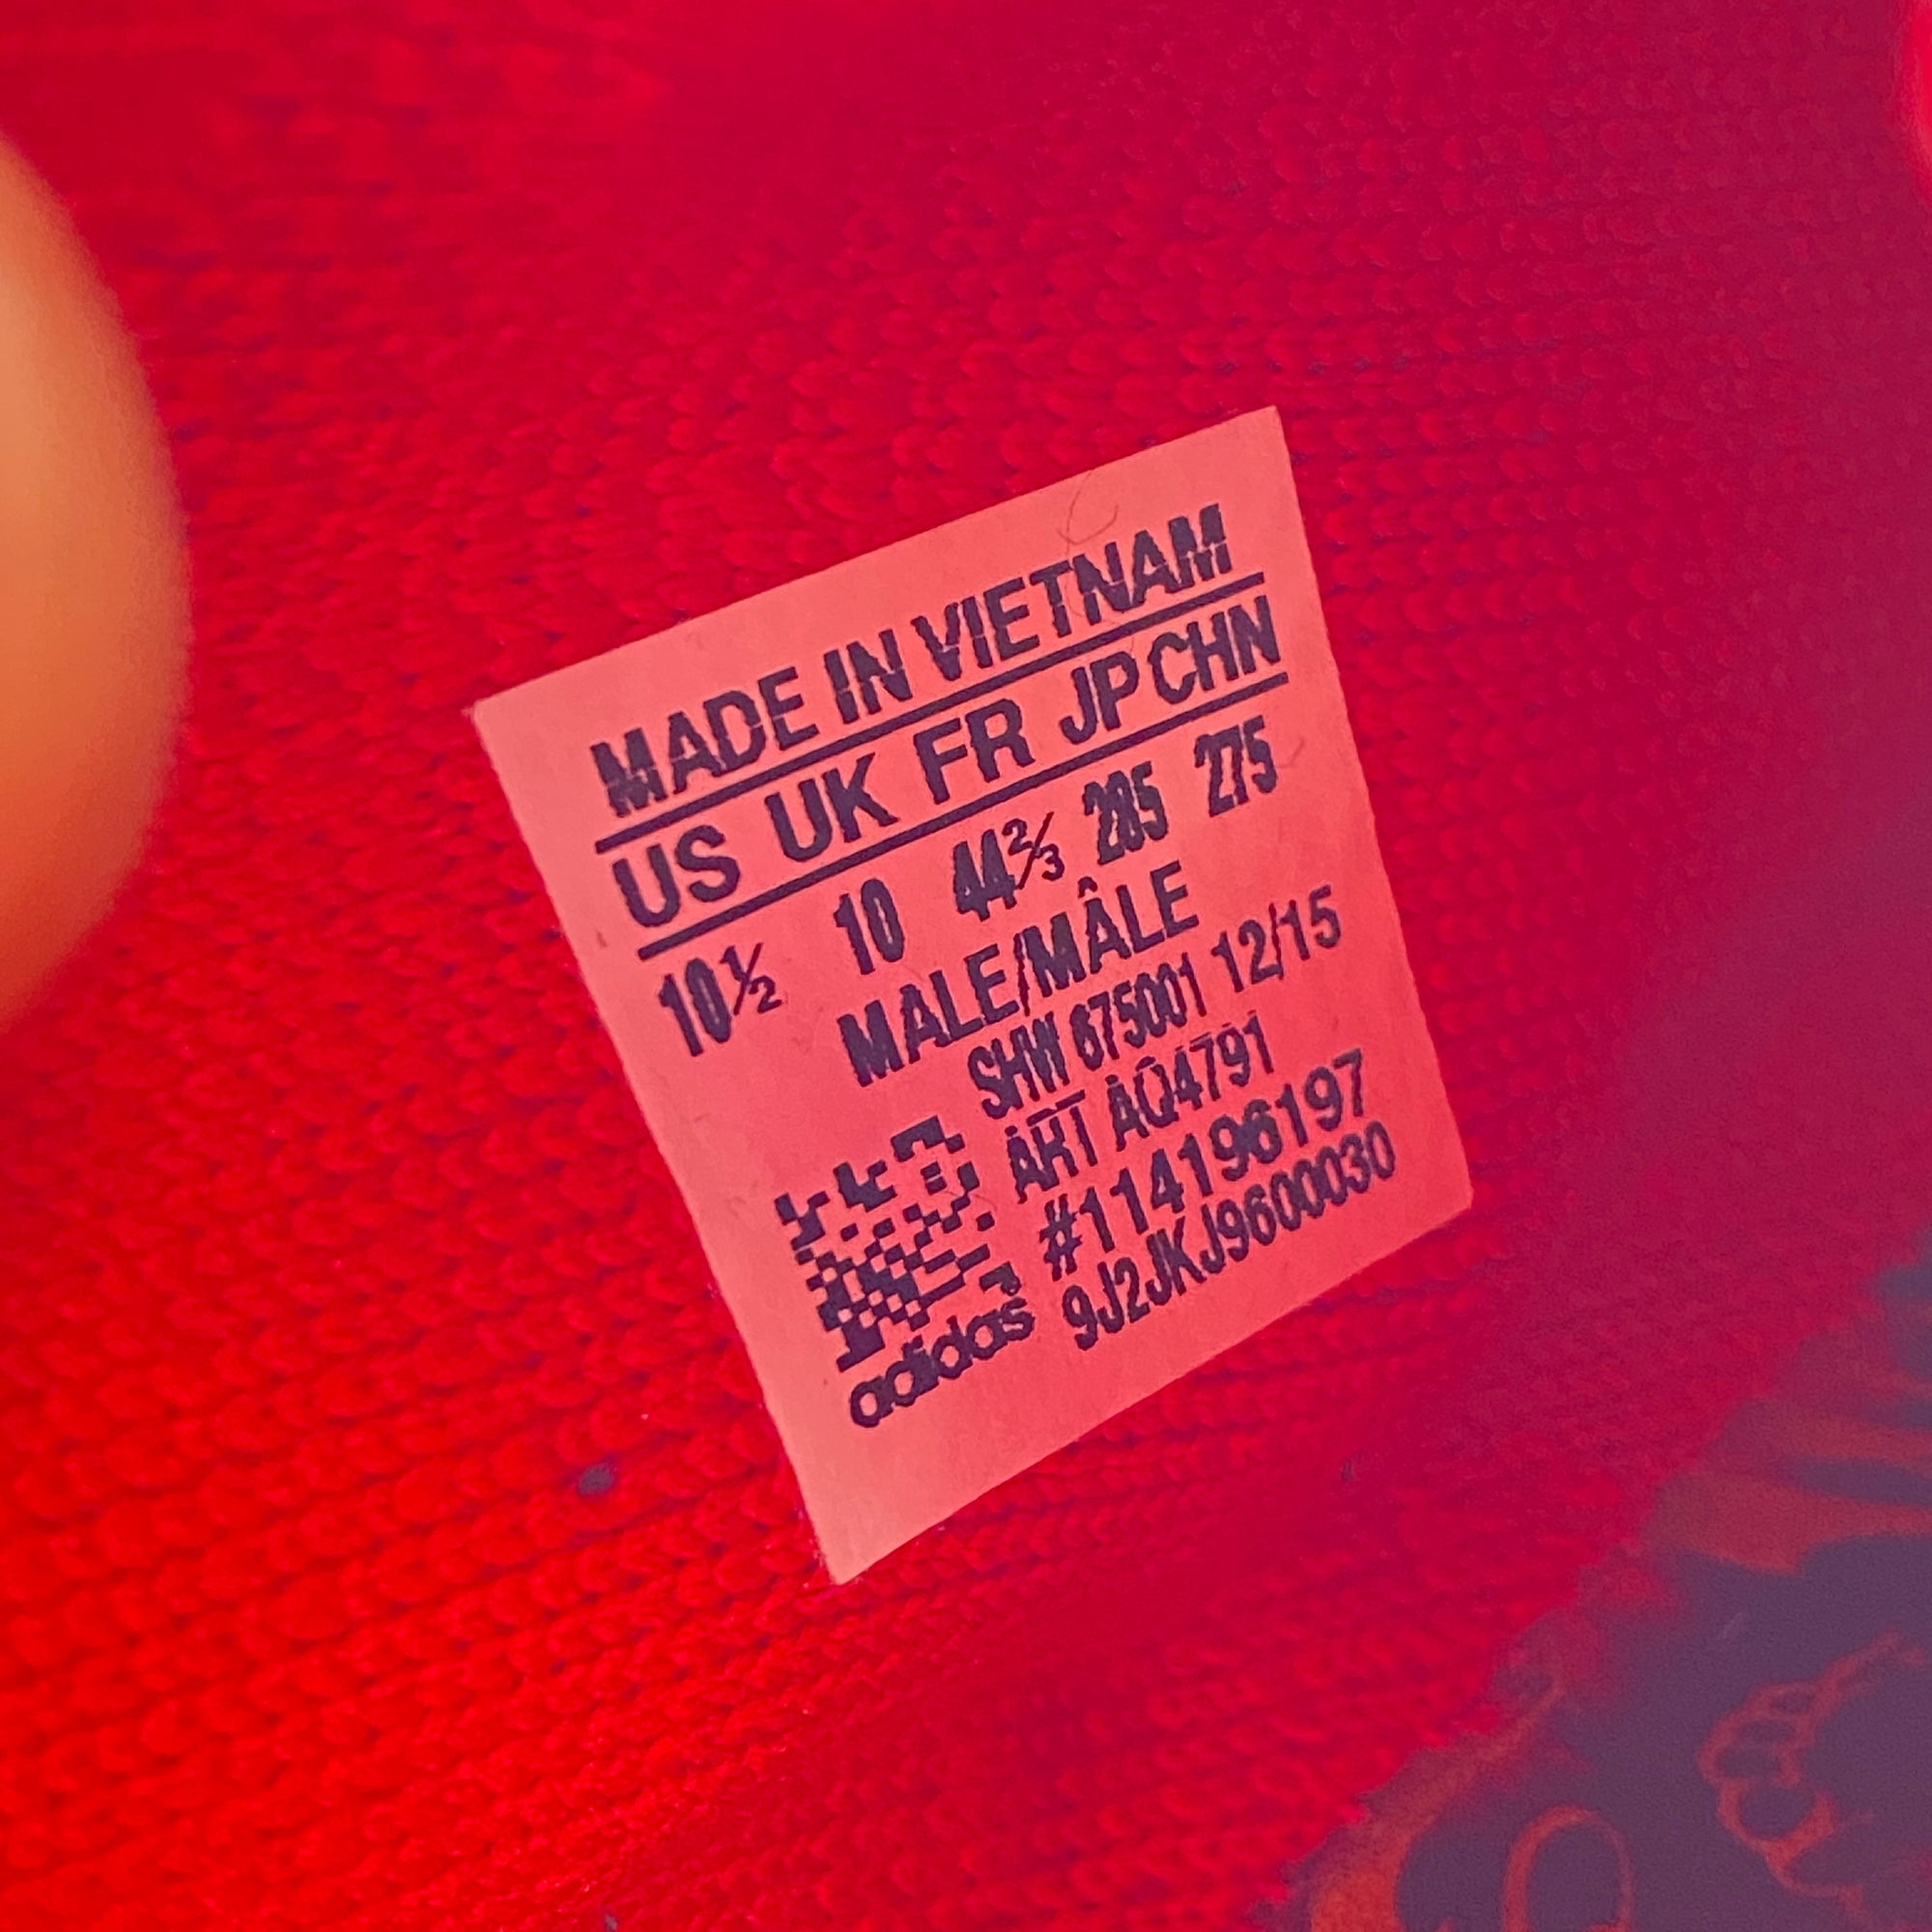 MADE IN VIETNAM
US UK FR JP CHN
10½ 10 44⅔ 285 275
MALE/MÂLE
SHW 675001 12/15
ART AQ4791
#114196197
9J2JKJ9600030
adidas